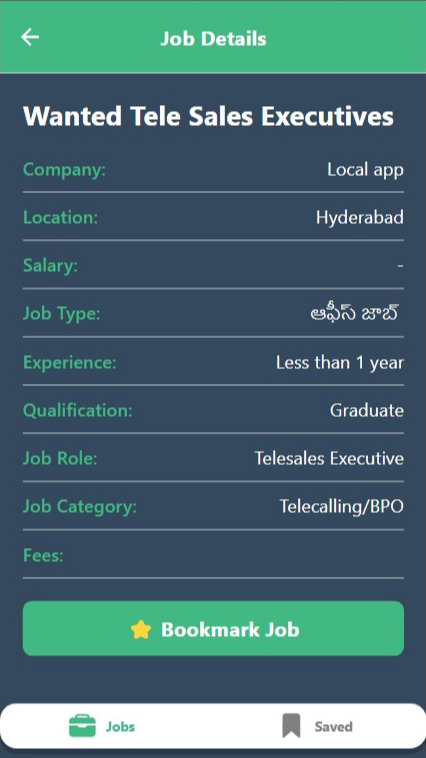 Job Details
Wanted Tele Sales Executives
Company: Local app
Location: Hyderabad
Salary: -
Job Type: ఆఫీస్ జాబ్
Experience: Less than 1 year
Qualification: Graduate
Job Role: Telesales Executive
Job Category: Telecalling/BPO
Fees:
Bookmark Job
Jobs Saved